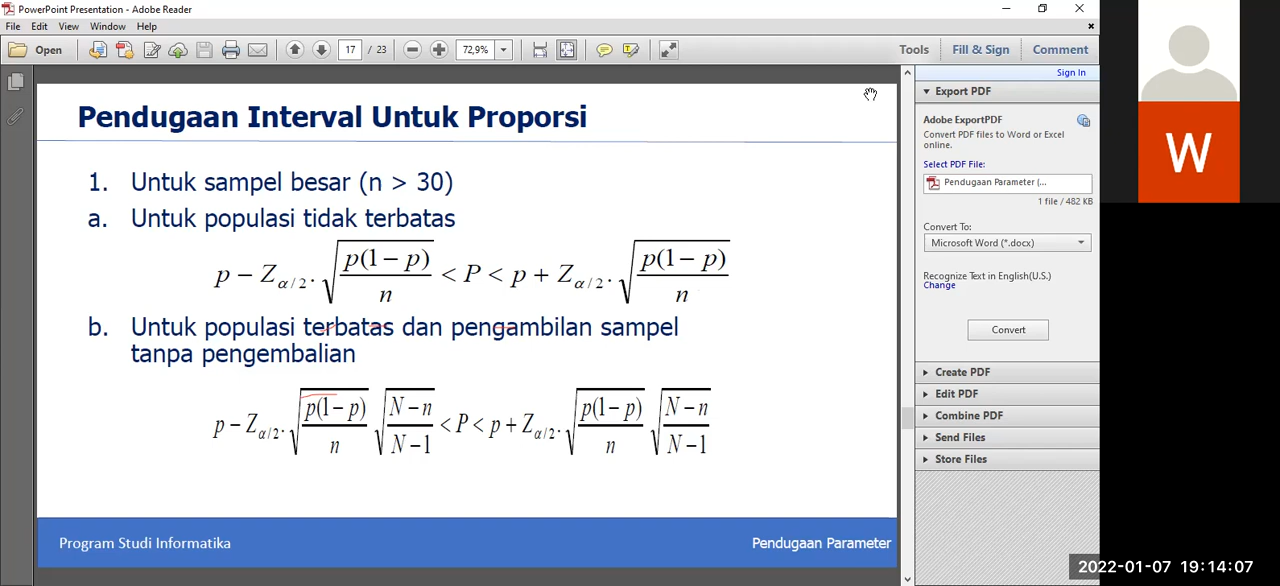 PowerPoint Presentation - Adobe Reader
File Edit View Window Help
Open 17 / 23 72,9% Tools Fill & Sign Comment
Sign In
Export PDF
Adobe ExportPDF
Convert PDF files to Word or Excel
online.
Select PDF File:
Pendugaan Parameter (...
1 file / 482 KB
Convert To:
Microsoft Word (*.docx)
Recognize Text in English(U.S.)
Change
Convert
Create PDF
Edit PDF
Combine PDF
Send Files
Store Files
Pendugaan Interval Untuk Proporsi
1. Untuk sampel besar (n > 30)
a. Untuk populasi tidak terbatas
p − Z α/2 . √(p(1 − p) / n) < P < p + Z α/2 . √(p(1 − p) / n)
b. Untuk populasi terbatas dan pengambilan sampel
tanpa pengembalian
p − Z α/2 . √(p(1 − p) / n) √(N − n / N − 1) < P < p + Z α/2 . √(p(1 − p) / n) √(N − n / N − 1)
Program Studi Informatika Pendugaan Parameter
W
2022-01-07 19:14:07